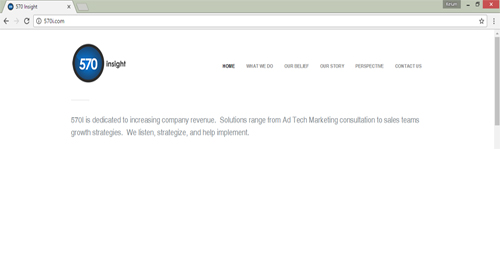 570 Insight
570i.com
570 insight
HOME WHAT WE DO OUR BELIEF OUR STORY PERSPECTIVE CONTACT US
570I is dedicated to increasing company revenue. Solutions range from Ad Tech Marketing consultation to sales teams
growth strategies. We listen, strategize, and help implement.